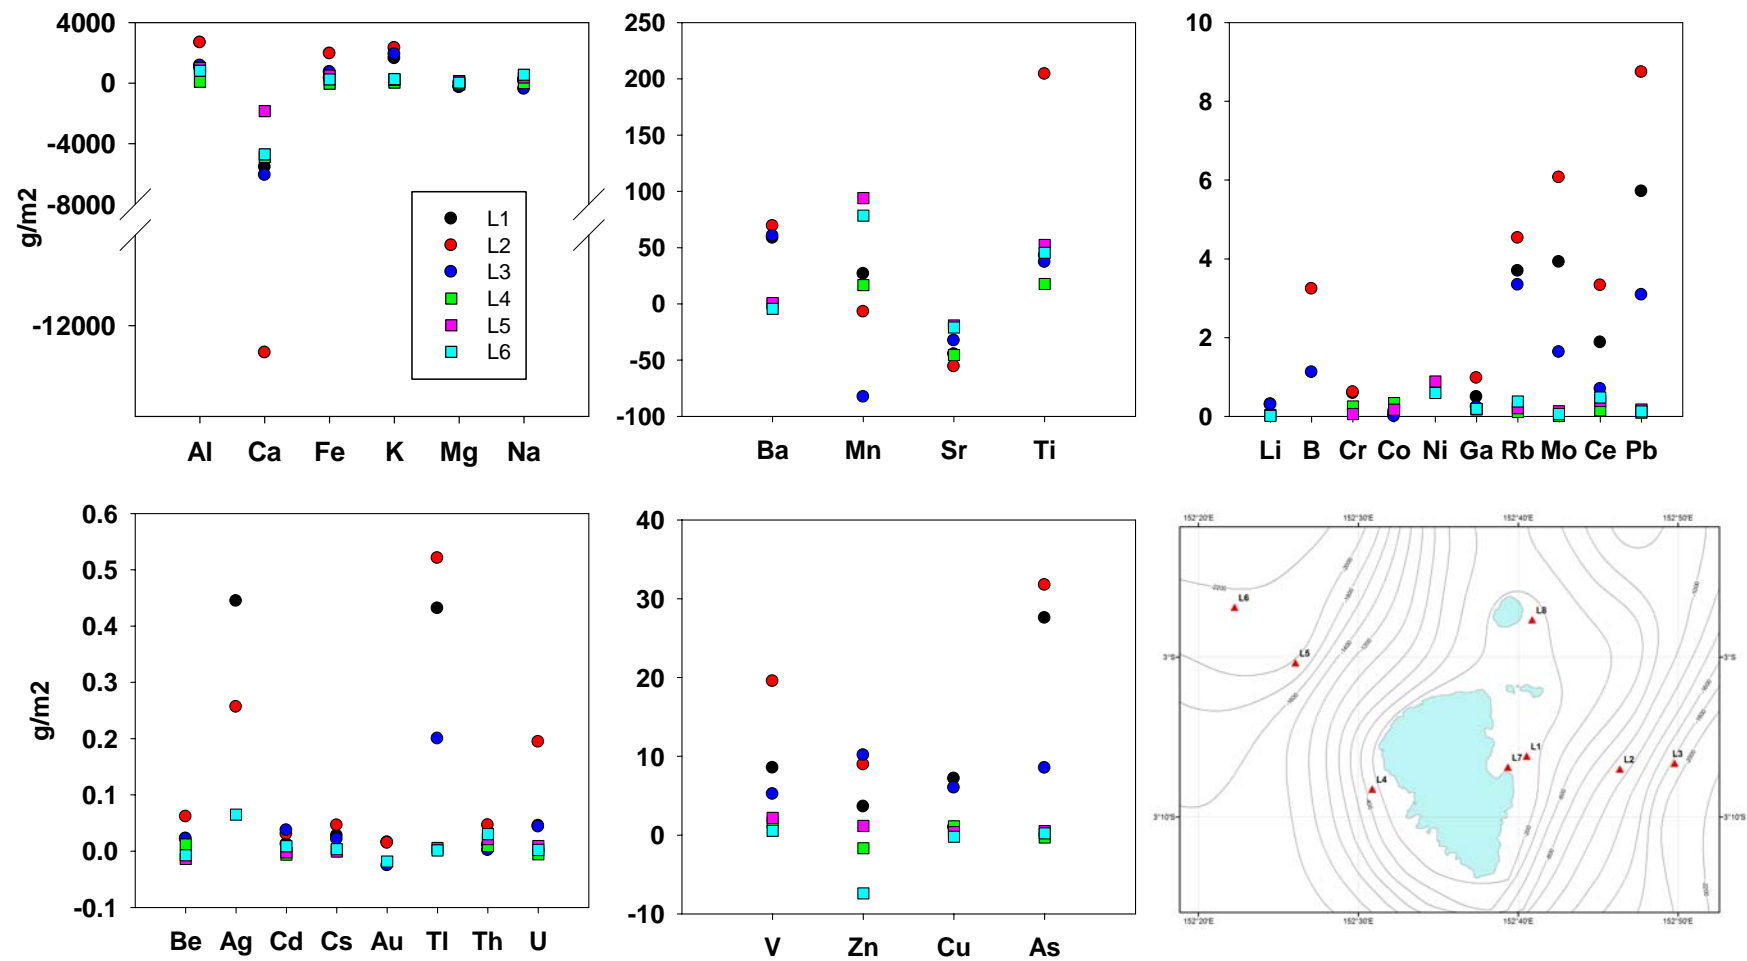 4000
0
-4000
-8000
-12000
g/m2
L1
L2
L3
L4
L5
L6
Al Ca Fe K Mg Na
250
200
150
100
50
0
-50
-100
Ba Mn Sr Ti
10
8
6
4
2
0
Li B Cr Co Ni Ga Rb Mo Ce Pb
0.6
0.5
0.4
0.3
0.2
0.1
0.0
-0.1
g/m2
Be Ag Cd Cs Au Tl Th U
40
30
20
10
0
-10
V Zn Cu As
152°20'E 152°30'E 152°40'E 152°50'E
L6
L8
3°S L5 3°S
L1
L7 L2 L3
L4
3°10'S 3°10'S
152°20'E 152°30'E 152°40'E 152°50'E